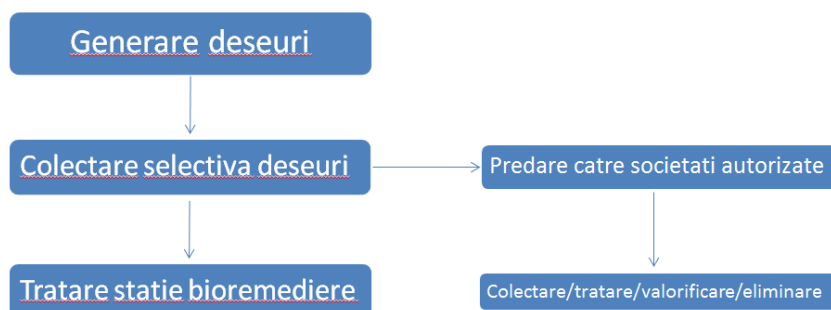 Generare deseuri
Colectare selectiva deseuri
Predare catre societati autorizate
Tratare statie bioremediere
Colectare/tratare/valorificare/eliminare